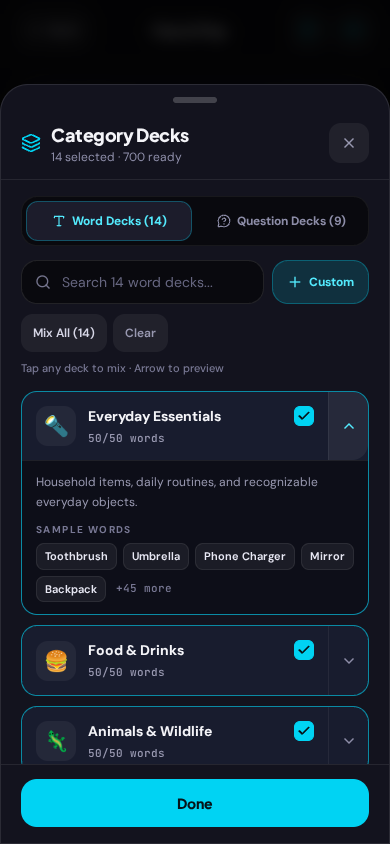 Category Decks
14 selected · 700 ready
Word Decks (14)
Question Decks (9)
Search 14 word decks...
Custom
Mix All (14)
Clear
Tap any deck to mix · Arrow to preview
Everyday Essentials
50/50 words
Household items, daily routines, and recognizable
everyday objects.
SAMPLE WORDS
Toothbrush
Umbrella
Phone Charger
Mirror
Backpack
+45 more
Food & Drinks
50/50 words
Animals & Wildlife
50/50 words
Done